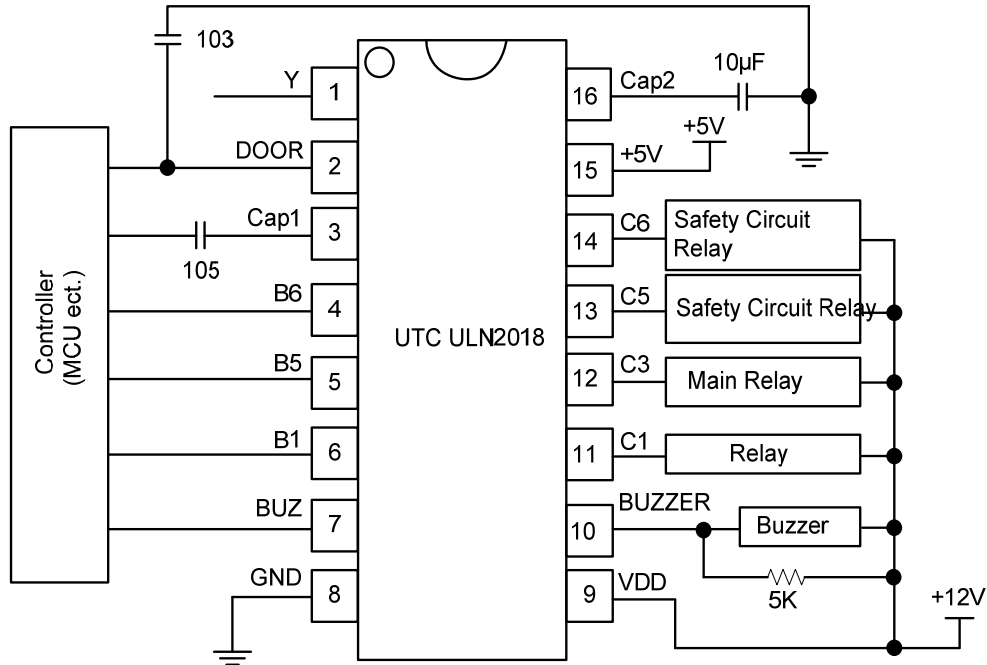 103
Y
1
16
Cap2
10µF
DOOR
2
15
+5V
+5V
Cap1
3
105
14
C6
Safety Circuit
Relay
Controller
(MCU ect.)
B6
4
UTC ULN2018
13
C5
Safety Circuit Relay
B5
5
12
C3
Main Relay
B1
6
11
C1
Relay
BUZ
7
10
BUZZER
Buzzer
5K
GND
8
9
VDD
+12V